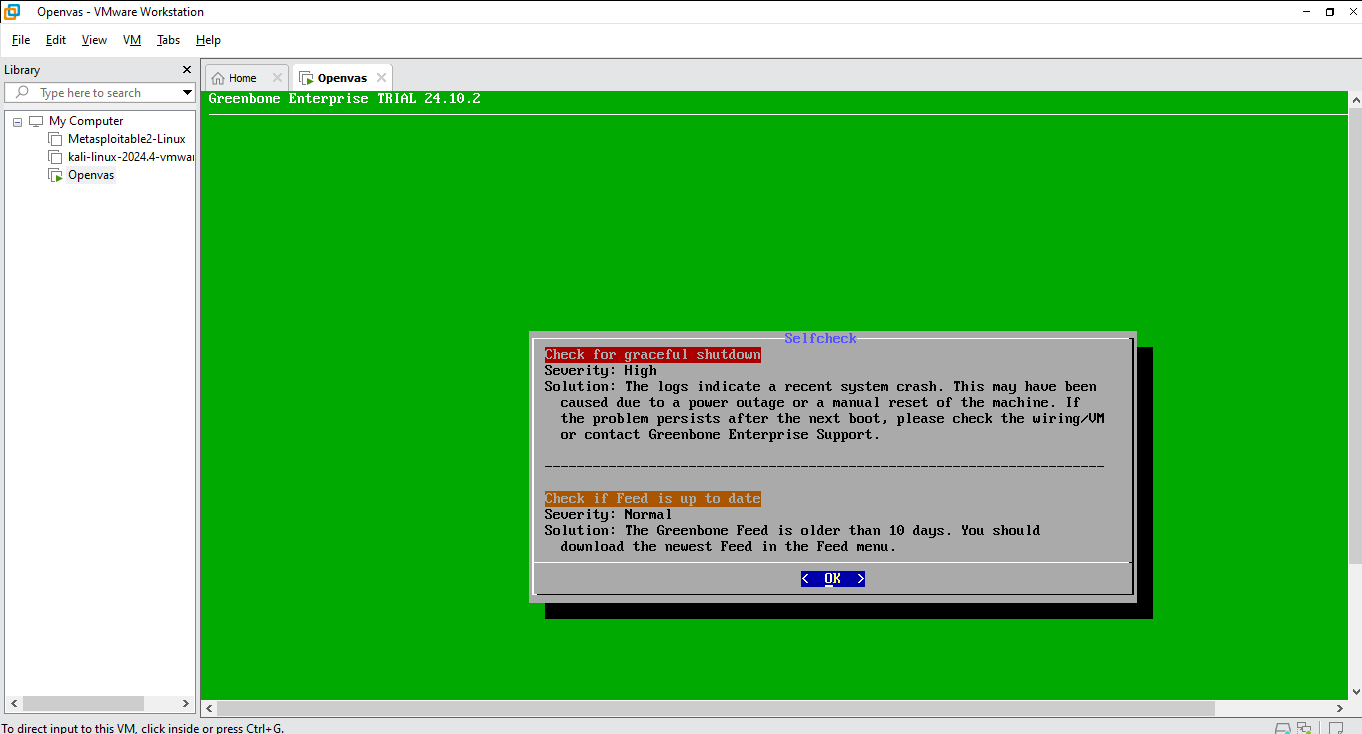 Openvas - VMware Workstation
File Edit View VM Tabs Help
Library
Type here to search
My Computer
Metasploitable2-Linux
kali-linux-2024.4-vmwar
Openvas
Home
Openvas
Greenbone Enterprise TRIAL 24.10.2
Selfcheck
Check for graceful shutdown
Severity: High
Solution: The logs indicate a recent system crash. This may have been
caused due to a power outage or a manual reset of the machine. If
the problem persists after the next boot, please check the wiring/VM
or contact Greenbone Enterprise Support.
----------------------------------------------------------------------
Check if Feed is up to date
Severity: Normal
Solution: The Greenbone Feed is older than 10 days. You should
download the newest Feed in the Feed menu.
< OK >
To direct input to this VM, click inside or press Ctrl+G.